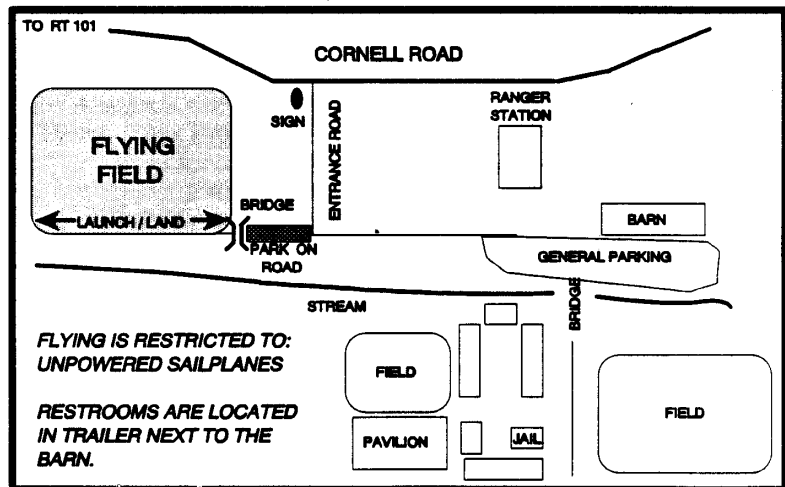 TO RT 101
CORNELL ROAD
SIGN
ENTRANCE ROAD
RANGER
STATION
FLYING
FIELD
LAUNCH / LAND
BRIDGE
PARK ON
ROAD
BARN
GENERAL PARKING
BRIDGE
STREAM
FLYING IS RESTRICTED TO:
UNPOWERED SAILPLANES
RESTROOMS ARE LOCATED
IN TRAILER NEXT TO THE
BARN.
FIELD
PAVILION
JAIL
FIELD